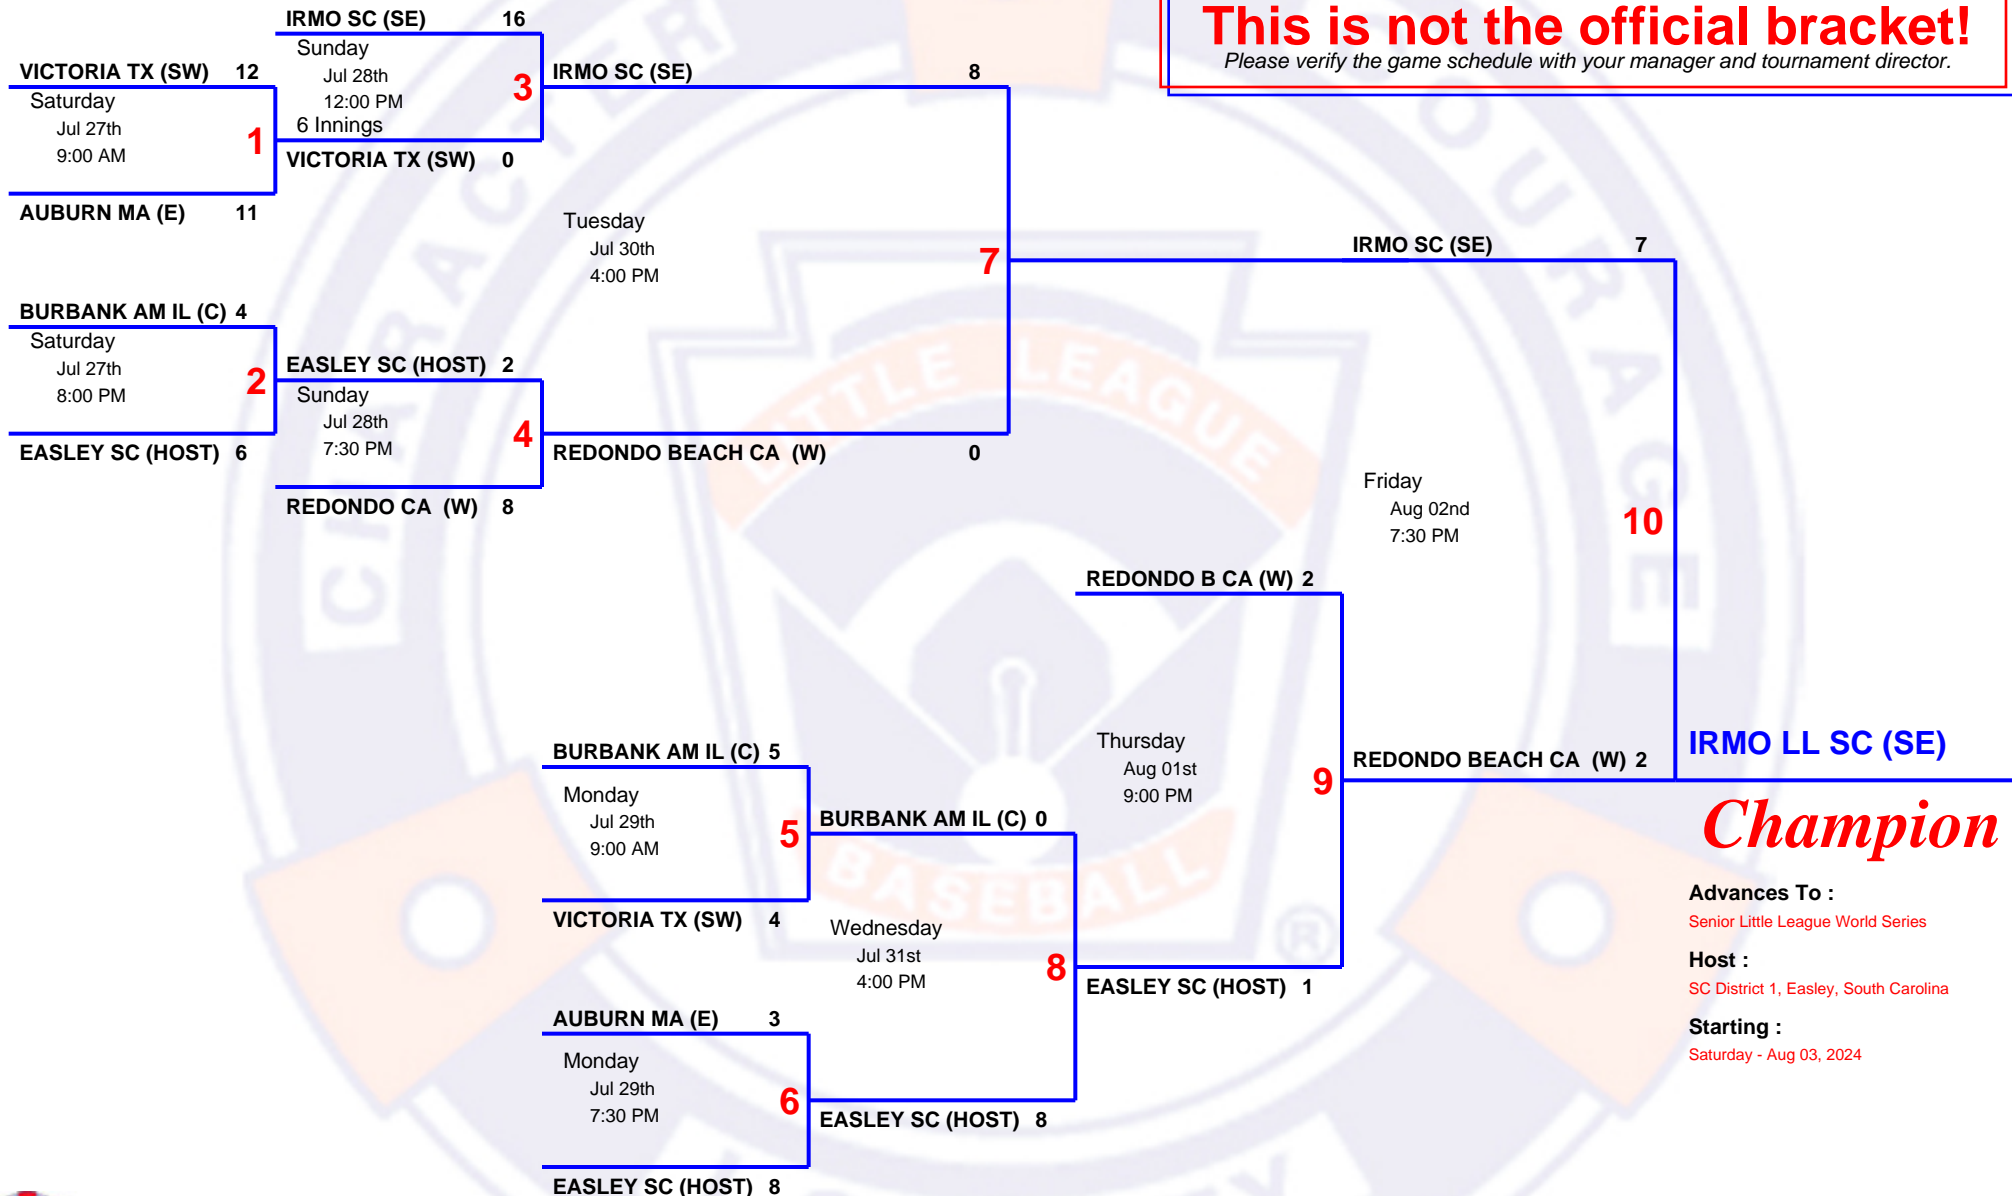 This is not the official bracket!
Please verify the game schedule with your manager and tournament director.
IRMO SC (SE) 16
Sunday
Jul 28th
12:00 PM
6 Innings
3
VICTORIA TX (SW) 0
VICTORIA TX (SW) 12
Saturday
Jul 27th
9:00 AM
1
AUBURN MA (E) 11
IRMO SC (SE) 8
Tuesday
Jul 30th
4:00 PM
7
REDONDO BEACH CA (W) 0
BURBANK AM IL (C) 4
Saturday
Jul 27th
8:00 PM
2
EASLEY SC (HOST) 6
EASLEY SC (HOST) 2
Sunday
Jul 28th
7:30 PM
4
REDONDO CA (W) 8
IRMO SC (SE) 7
Friday
Aug 02nd
7:30 PM
10
REDONDO BEACH CA (W) 2
REDONDO B CA (W) 2
Thursday
Aug 01st
9:00 PM
9
EASLEY SC (HOST) 1
BURBANK AM IL (C) 5
Monday
Jul 29th
9:00 AM
5
VICTORIA TX (SW) 4
BURBANK AM IL (C) 0
Wednesday
Jul 31st
4:00 PM
8
EASLEY SC (HOST) 8
AUBURN MA (E) 3
Monday
Jul 29th
7:30 PM
6
EASLEY SC (HOST) 8
IRMO LL SC (SE)
Champion
Advances To :
Senior Little League World Series
Host :
SC District 1, Easley, South Carolina
Starting :
Saturday - Aug 03, 2024
CHARACTER
COURAGE
LITTLE LEAGUE
BASEBALL
®